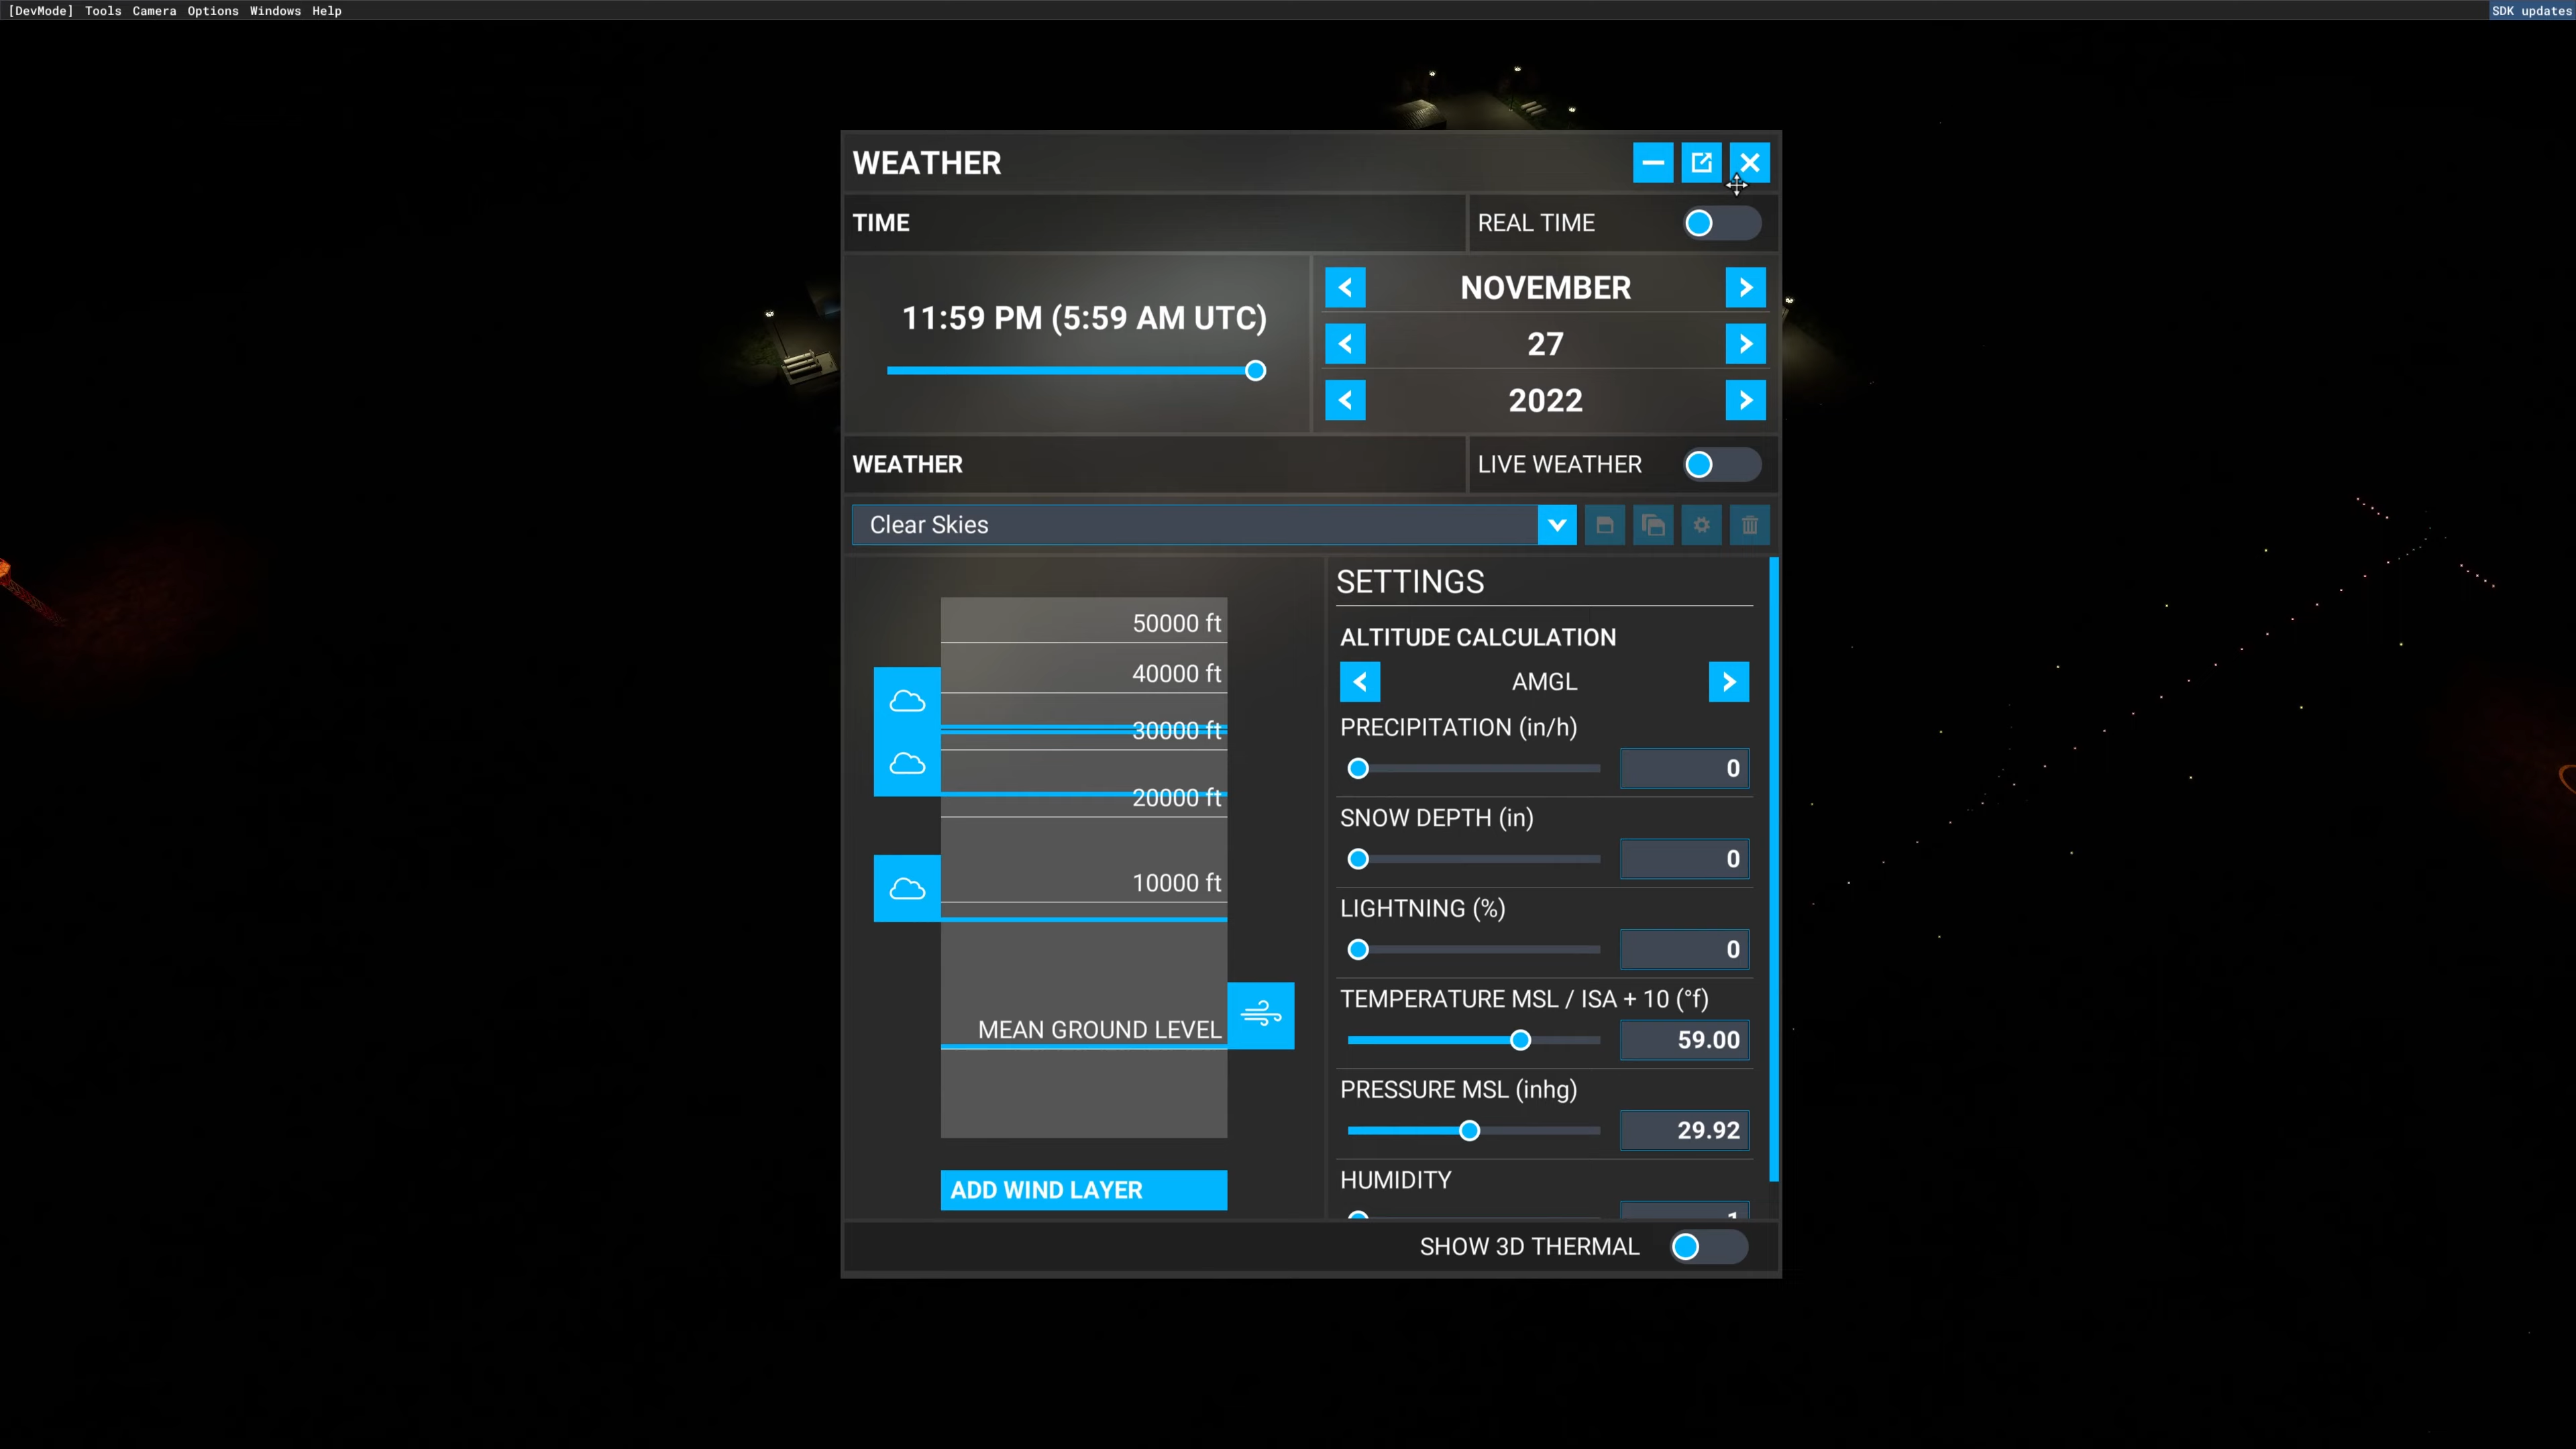 [DevMode] Tools Camera Options Windows Help
SDK updates
WEATHER
TIME
REAL TIME
11:59 PM (5:59 AM UTC)
NOVEMBER
27
2022
WEATHER
LIVE WEATHER
Clear Skies
50000 ft
40000 ft
30000 ft
20000 ft
10000 ft
MEAN GROUND LEVEL
ADD WIND LAYER
SETTINGS
ALTITUDE CALCULATION
AMGL
PRECIPITATION (in/h)
0
SNOW DEPTH (in)
0
LIGHTNING (%)
0
TEMPERATURE MSL / ISA + 10 (°f)
59.00
PRESSURE MSL (inhg)
29.92
HUMIDITY
SHOW 3D THERMAL